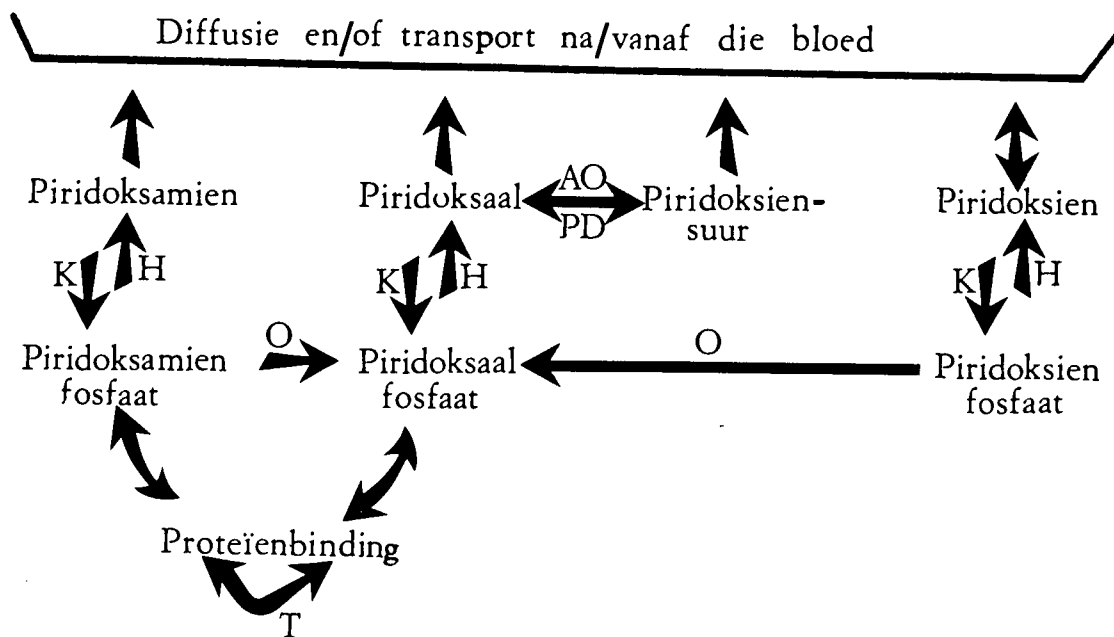 Diffusie en/of transport na/vanaf die bloed
Piridoksamien
Piridoksaal
AO
PD
Piridoksien-
suur
Piridoksien
K
H
K
H
K
H
Piridoksamien
fosfaat
O
Piridoksaal
fosfaat
O
Piridoksien
fosfaat
Proteïenbinding
T